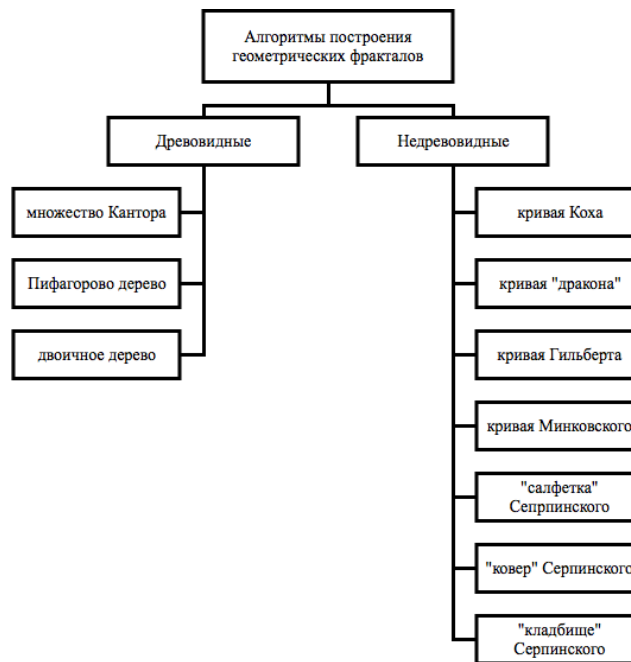 Алгоритмы построения
геометрических фракталов
Древовидные
Недревовидные
множество Кантора
Пифагорово дерево
двоичное дерево
кривая Коха
кривая "дракона"
кривая Гильберта
кривая Минковского
"салфетка"
Сепрпинского
"ковер" Серпинского
"кладбище"
Серпинского